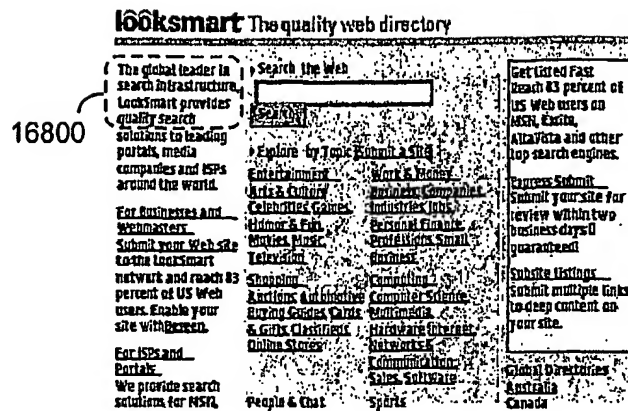 looksmart The quality web directory
16800
The global leader in
search infrastructure,
LookSmart provides
quality search
solutions to leading
portals, media
companies and ISPs
around the world.
For Businesses and
Webmasters
Submit your Web site
to the LookSmart
network and reach 83
percent of US Web
users. Enable your
site with
For ISPs and
Portals
We provide search
solutions for MSN,
Search the Web
Search
Explore by Topic Submit a Site
Entertainment
Arts & Culture
Celebrities Games
Humor & Fun
Movies Music
Television
Shopping
Auctions Automotive
Buying Guides Cards
& Gifts Classifieds
Online Stores
People & Chat
Work & Money
Business Companies
Industries Jobs
Personal Finance
Professions Small
Business
Computing
Computer Science
Multimedia
Hardware Internet
Networks &
Communication
Sales Software
Sports
Get Listed Fast
Reach 83 percent of
US Web users on
MSN, Excite,
AltaVista and other
top search engines.
Express Submit
Submit your site for
review within two
business days
guaranteed
Subsite Listings
Submit multiple links
to deep content on
your site.
Global Directories
Australia
Canada